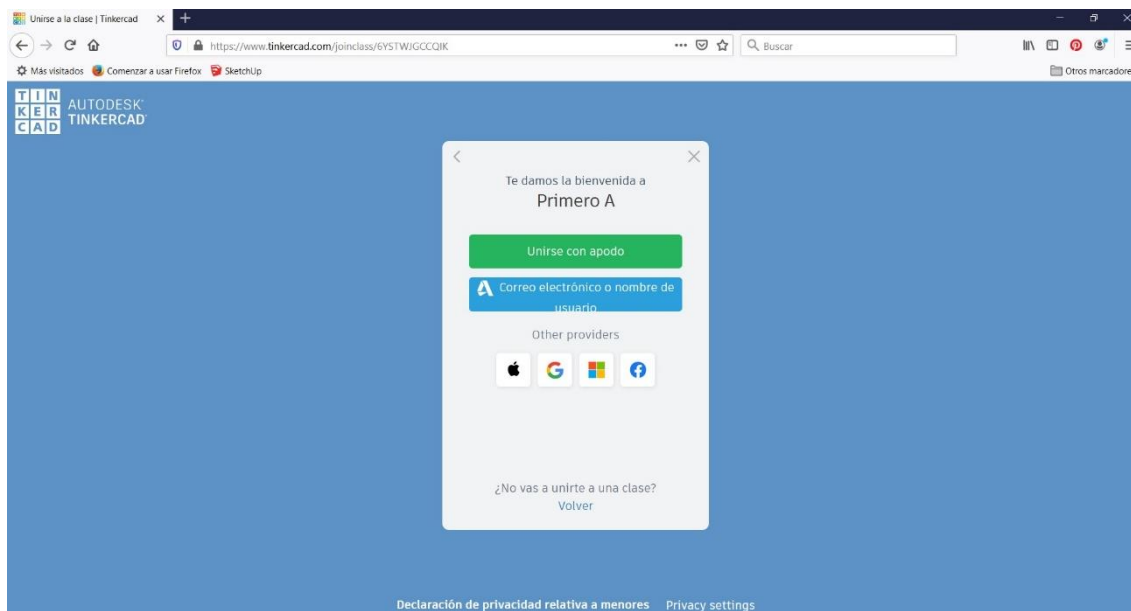 Unirse a la clase | Tinkercad
https://www.tinkercad.com/joinclass/6YSTWJGCCQIK
Buscar
Más visitados Comenzar a usar Firefox SketchUp Otros marcadore
TIN
KER
CAD
AUTODESK®
TINKERCAD®
Te damos la bienvenida a
Primero A
Unirse con apodo
Correo electrónico o nombre de
usuario
Other providers
¿No vas a unirte a una clase?
Volver
Declaración de privacidad relativa a menores Privacy settings